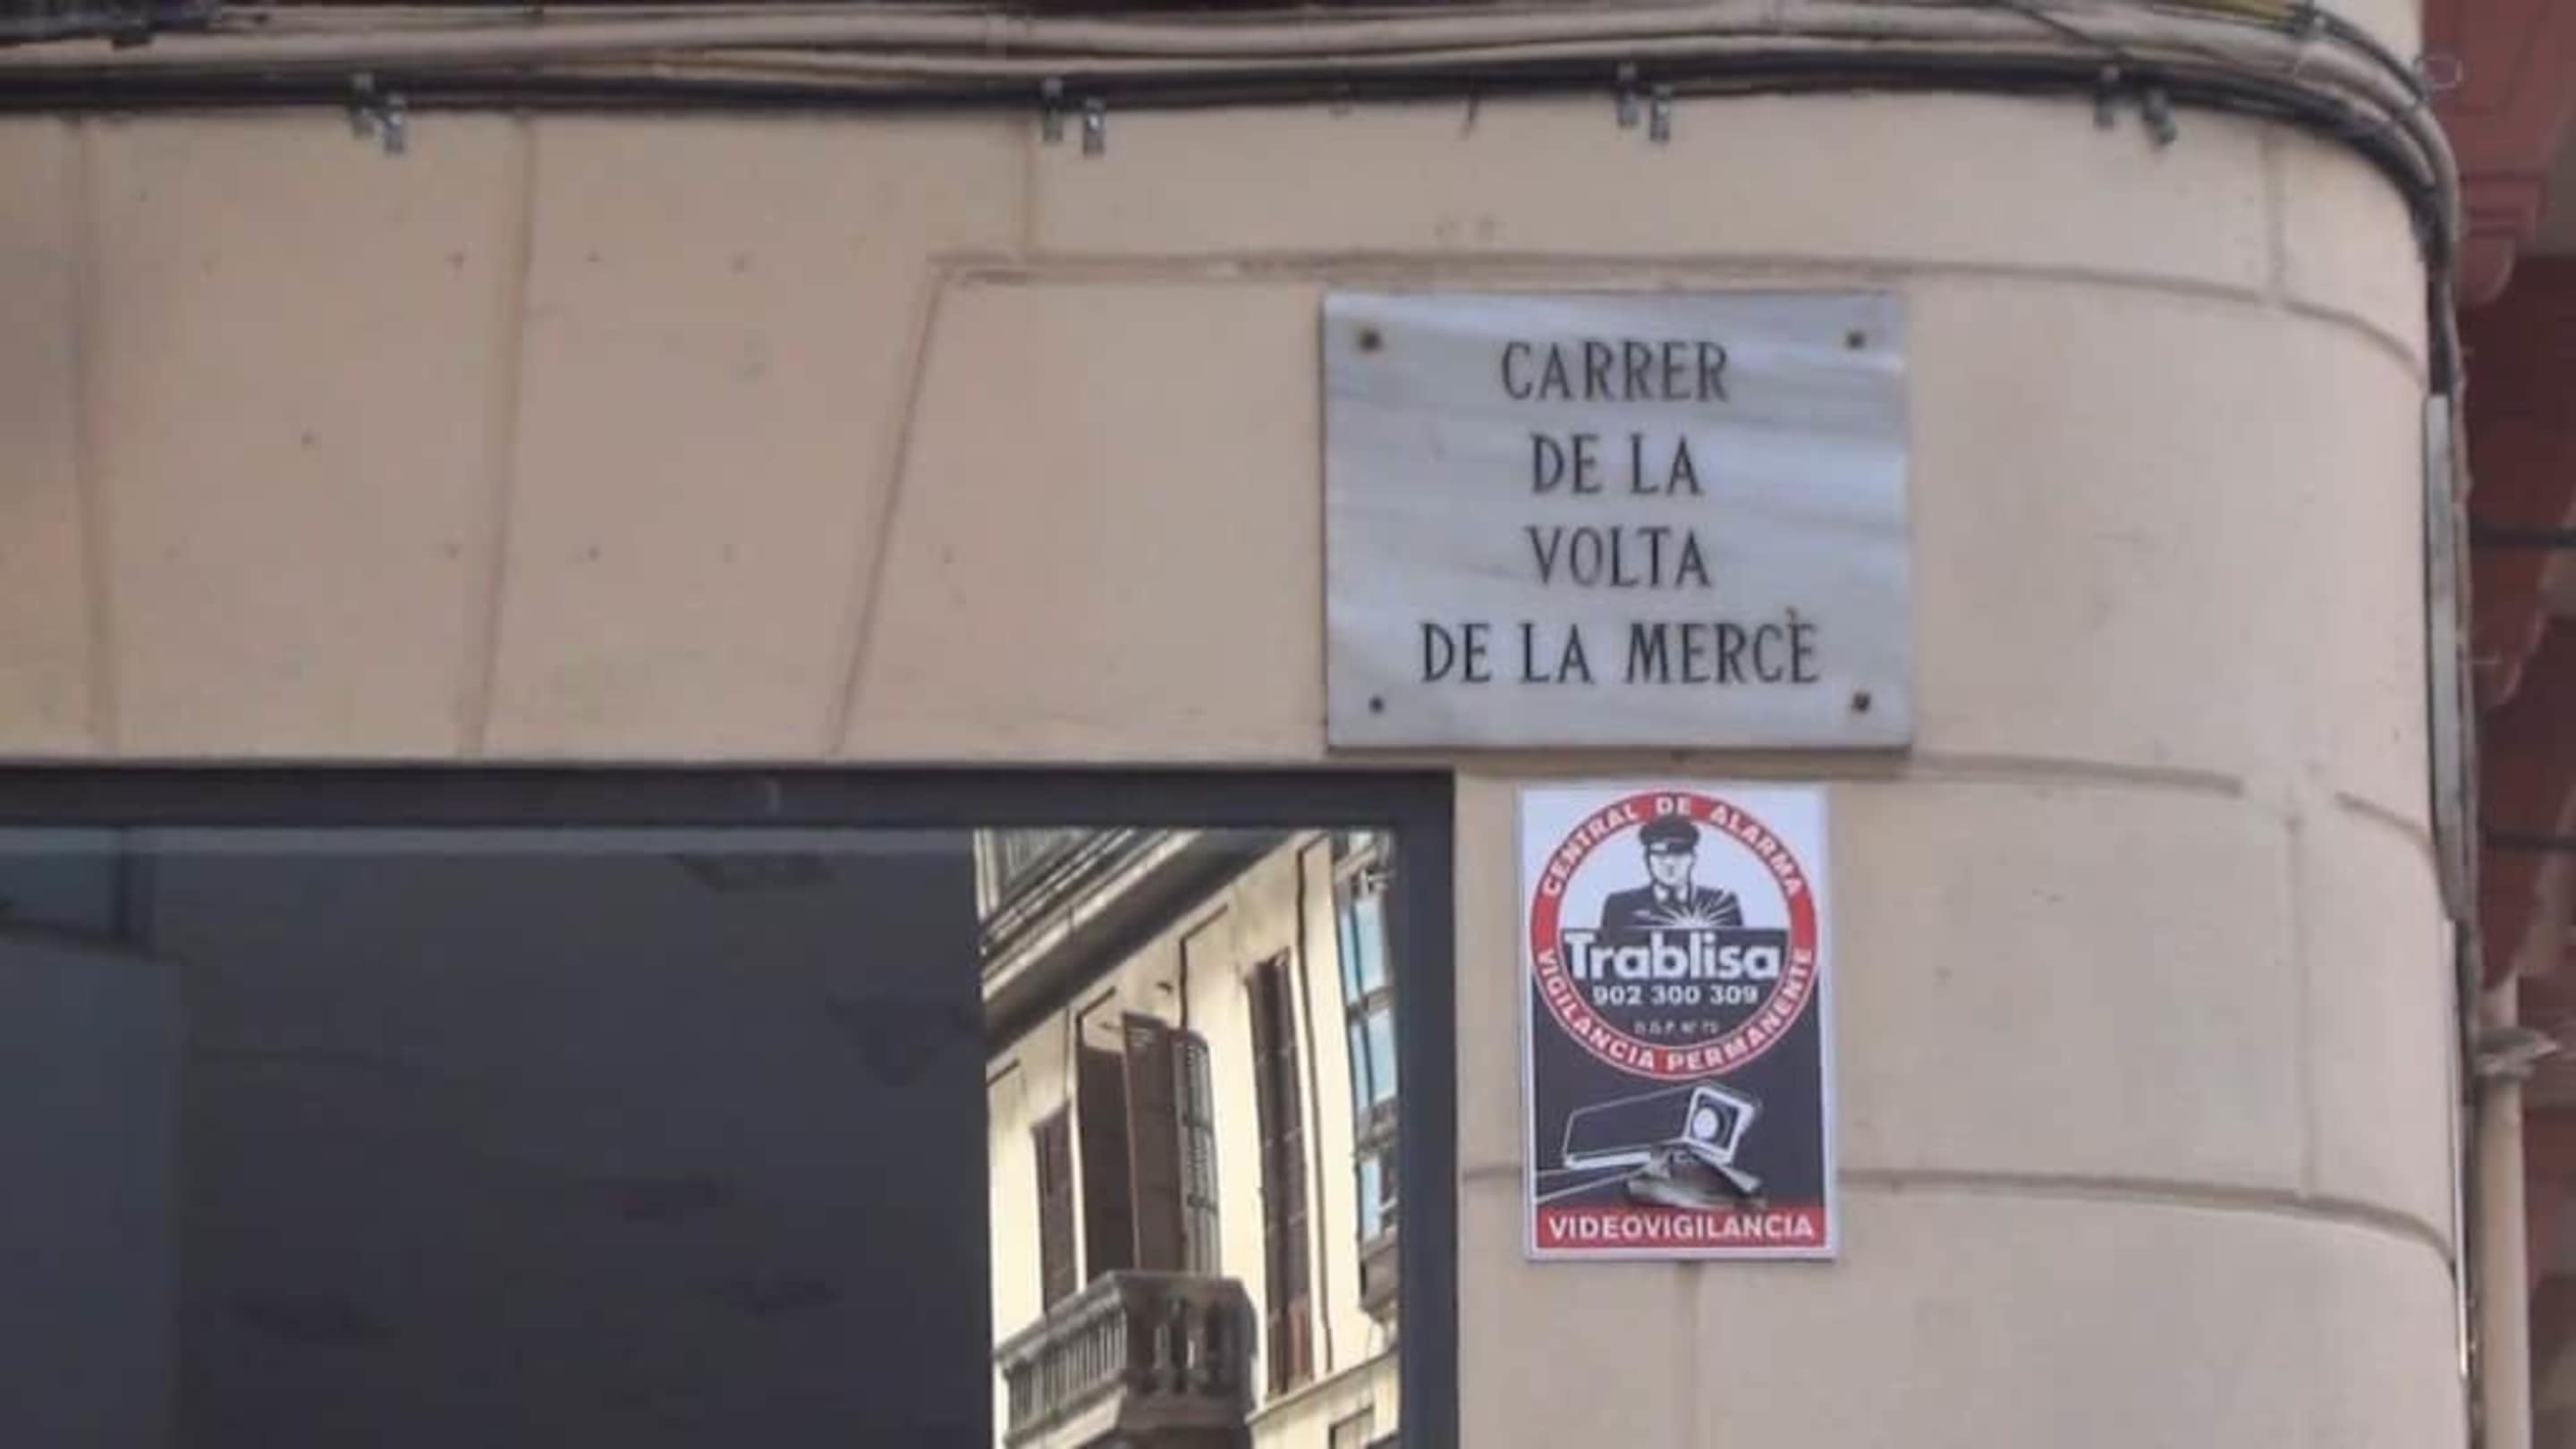 CARRER
DE LA
VOLTA
DE LA MERCÈ
CENTRAL DE ALARMA
Trablisa
902 300 309
VIGILANCIA PERMANENTE
VIDEOVIGILANCIA